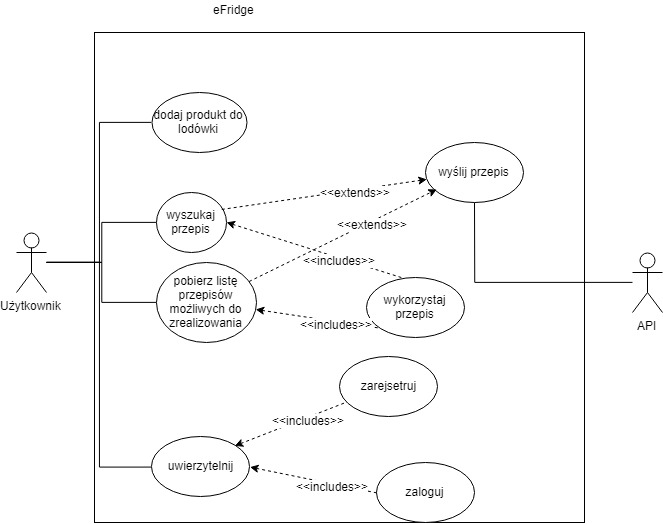 eFridge
dodaj produkt do
lodówki
wyślij przepis
<<extends>>
wyszukaj
przepis
<<extends>>
<<includes>>
pobierz listę
przepisów
możliwych do
zrealizowania
wykorzystaj
przepis
Użytkownik
<<includes>>
API
zarejsetruj
<<includes>>
uwierzytelnij
<<includes>>
zaloguj